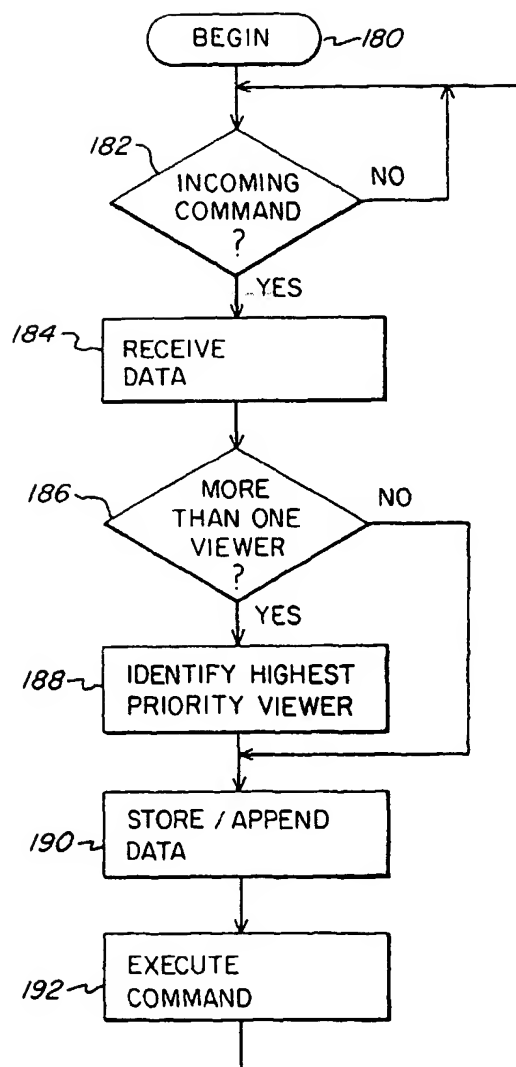 BEGIN
180
182
INCOMING
COMMAND
?
NO
YES
184
RECEIVE
DATA
186
MORE
THAN ONE
VIEWER
?
NO
YES
188
IDENTIFY HIGHEST
PRIORITY VIEWER
190
STORE / APPEND
DATA
192
EXECUTE
COMMAND